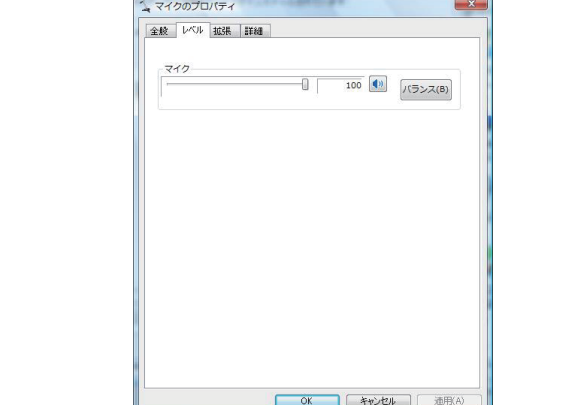 マイクのプロパティ
全般 レベル 拡張 詳細
マイク
100 バランス(B)
OK キャンセル 適用(A)